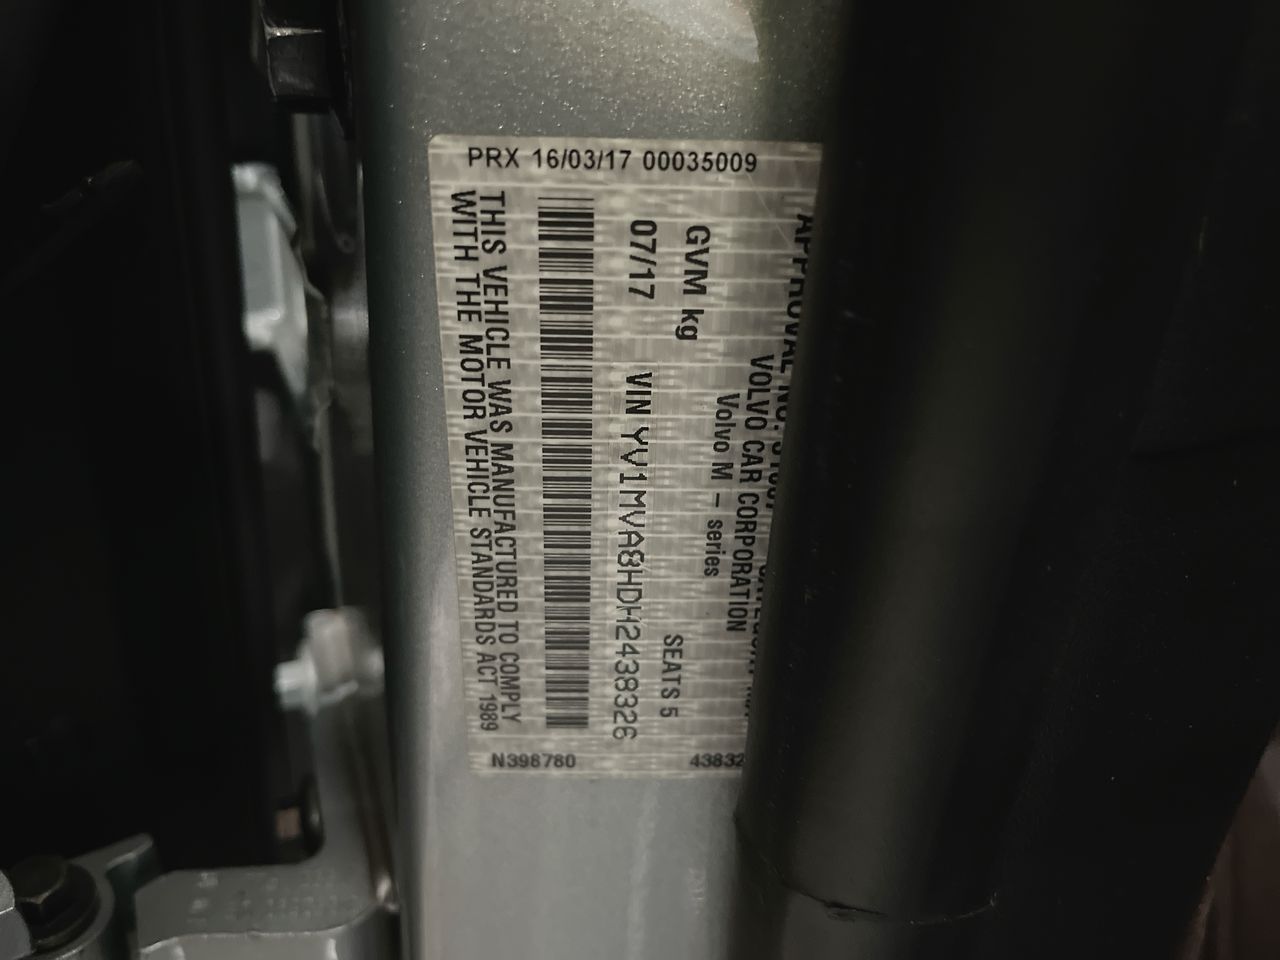 PRX 16/03/17 00035009
VOLVO CAR CORPORATION
Volvo M - series
GVM kg
SEATS 5
07/17 VIN YV1MVA8HDH2438326
THIS VEHICLE WAS MANUFACTURED TO COMPLY
WITH THE MOTOR VEHICLE STANDARDS ACT 1989
N398780